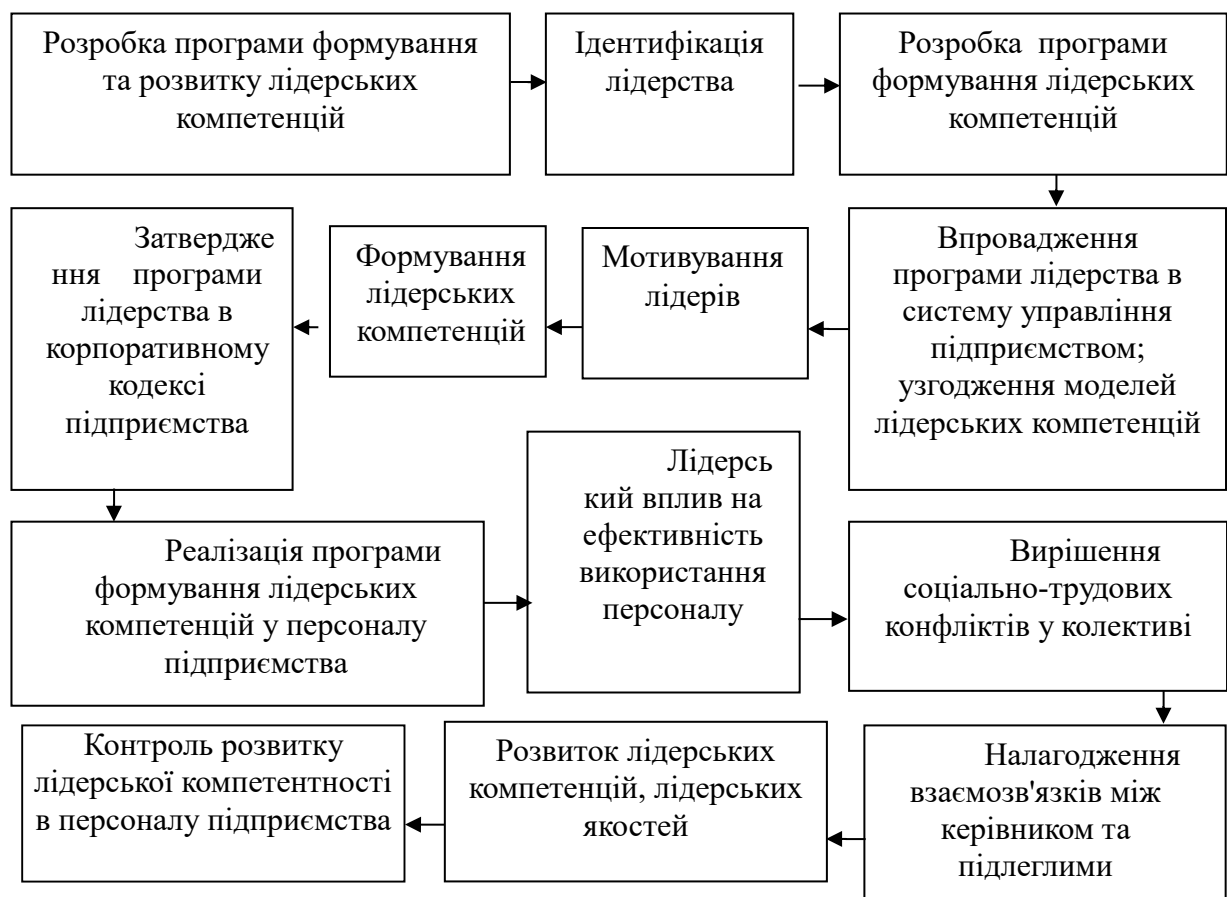 Розробка програми формування
та розвитку лідерських
компетенцій
Ідентифікація
лідерства
Розробка програми
формування лідерських
компетенцій
Впровадження
програми лідерства в
систему управління
підприємством;
узгодження моделей
лідерських компетенцій
Мотивування
лідерів
Формування
лідерських
компетенцій
Затвердже
ння програми
лідерства в
корпоративному
кодексі
підприємства
Реалізація програми
формування лідерських
компетенцій у персоналу
підприємства
Лідерсь
кий вплив на
ефективність
використання
персоналу
Вирішення
соціально-трудових
конфліктів у колективі
Налагодження
взаємозв'язків між
керівником та
підлеглими
Розвиток лідерських
компетенцій, лідерських
якостей
Контроль розвитку
лідерської компетентності
в персоналу підприємства